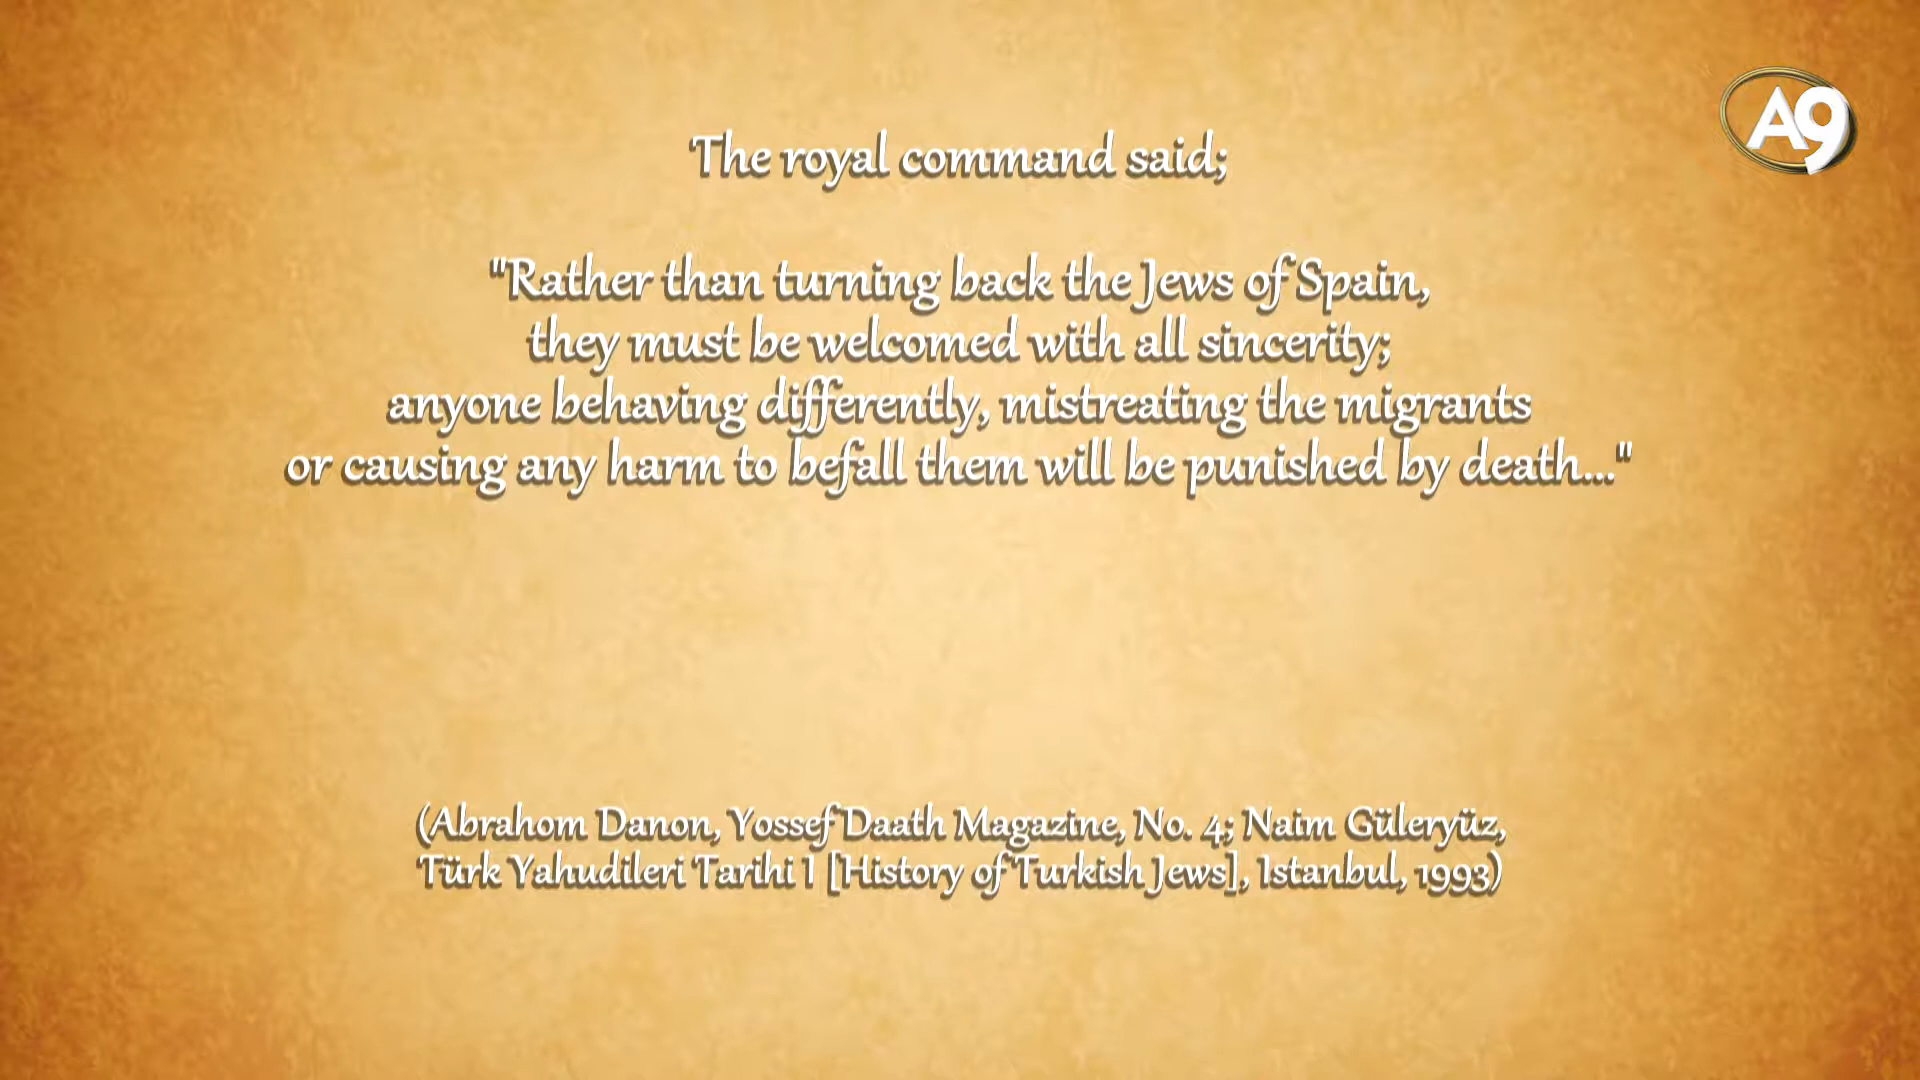 A9
The royal command said;
"Rather than turning back the Jews of Spain,
they must be welcomed with all sincerity;
anyone behaving differently, mistreating the migrants
or causing any harm to befall them will be punished by death..."
(Abrahom Danon, Yossef Daath Magazine, No. 4; Naim Güleryüz,
Türk Yahudileri Tarihi I [History of Turkish Jews], Istanbul, 1993)